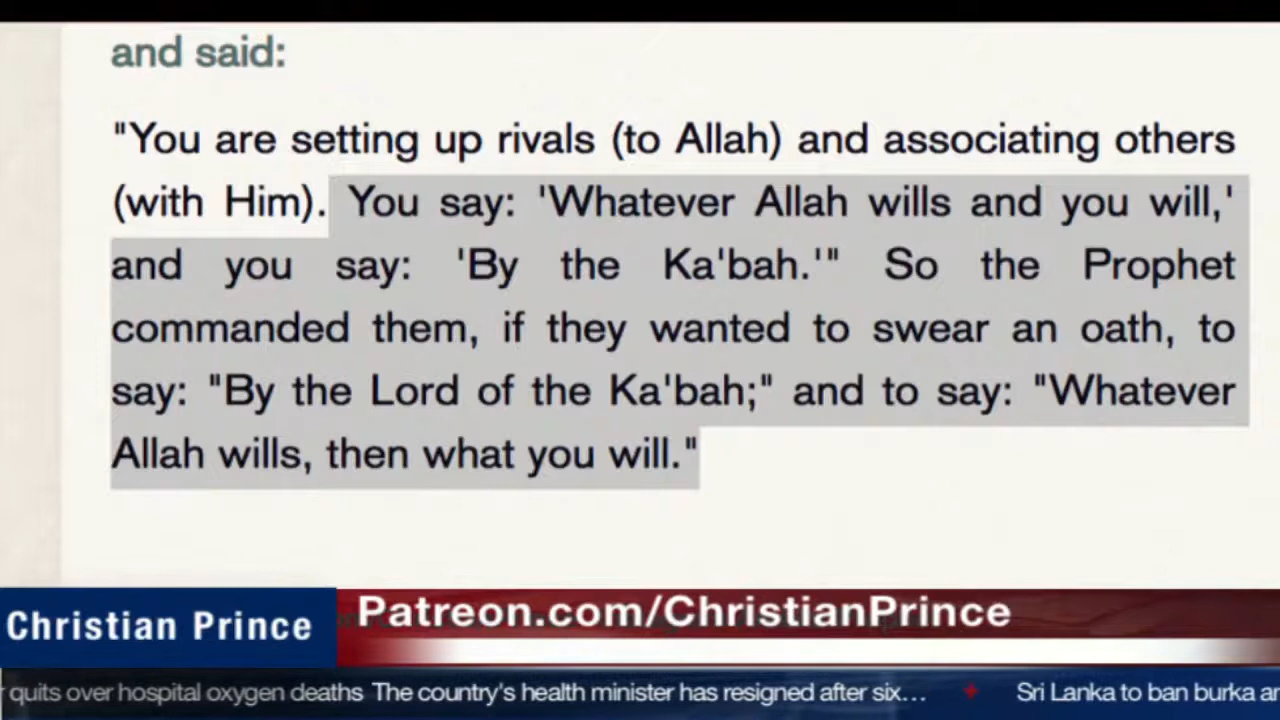 and said:
"You are setting up rivals (to Allah) and associating others
(with Him). You say: 'Whatever Allah wills and you will,'
and you say: 'By the Ka'bah.'" So the Prophet
commanded them, if they wanted to swear an oath, to
say: "By the Lord of the Ka'bah;" and to say: "Whatever
Allah wills, then what you will."
Christian Prince
Patreon.com/ChristianPrince
quits over hospital oxygen deaths The country's health minister has resigned after six... Sri Lanka to ban burka